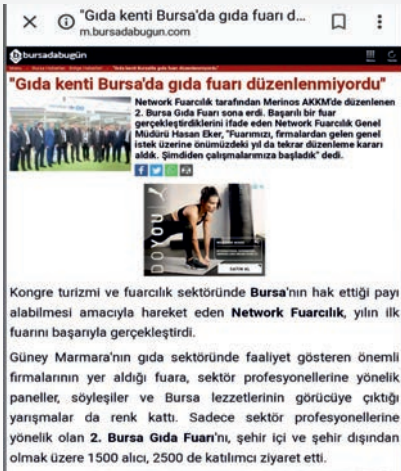 "Gıda kenti Bursa'da gıda fuarı d...
m.bursadabugun.com
bursadabugün
"Gıda kenti Bursa'da gıda fuarı düzenlenmiyordu"
Network Fuarcılık tarafından Merinos AKKM'de düzenlenen
2. Bursa Gıda Fuarı sona erdi. Başarılı bir fuar
gerçekleştirdiklerini ifade eden Network Fuarcılık Genel
Müdürü Hasan Eker, "Fuarımızı, firmalardan gelen genel
istek üzerine önümüzdeki yıl da tekrar düzenleme kararı
aldık. Şimdiden çalışmalarımıza başladık" dedi.
DOYOU
SATIN AL
Kongre turizmi ve fuarcılık sektöründe Bursa'nın hak ettiği payı
alabilmesi amacıyla hareket eden Network Fuarcılık, yılın ilk
fuarını başarıyla gerçekleştirdi.
Güney Marmara'nın gıda sektöründe faaliyet gösteren önemli
firmalarının yer aldığı fuara, sektör profesyonellerine yönelik
paneller, söyleşiler ve Bursa lezzetlerinin görücüye çıktığı
yarışmalar da renk kattı. Sadece sektör profesyonellerine
yönelik olan 2. Bursa Gıda Fuarı'nı, şehir içi ve şehir dışından
olmak üzere 1500 alıcı, 2500 de katılımcı ziyaret etti.